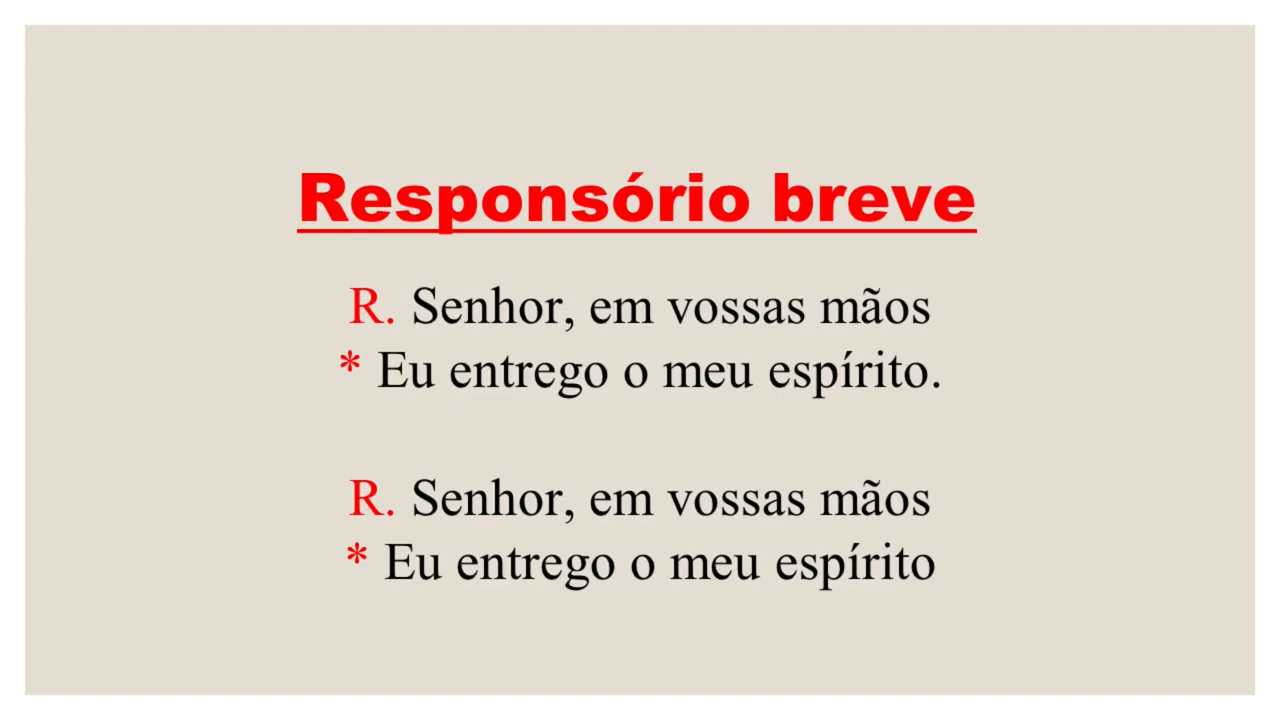 Responsório breve
R. Senhor, em vossas mãos
* Eu entrego o meu espírito.
R. Senhor, em vossas mãos
* Eu entrego o meu espírito